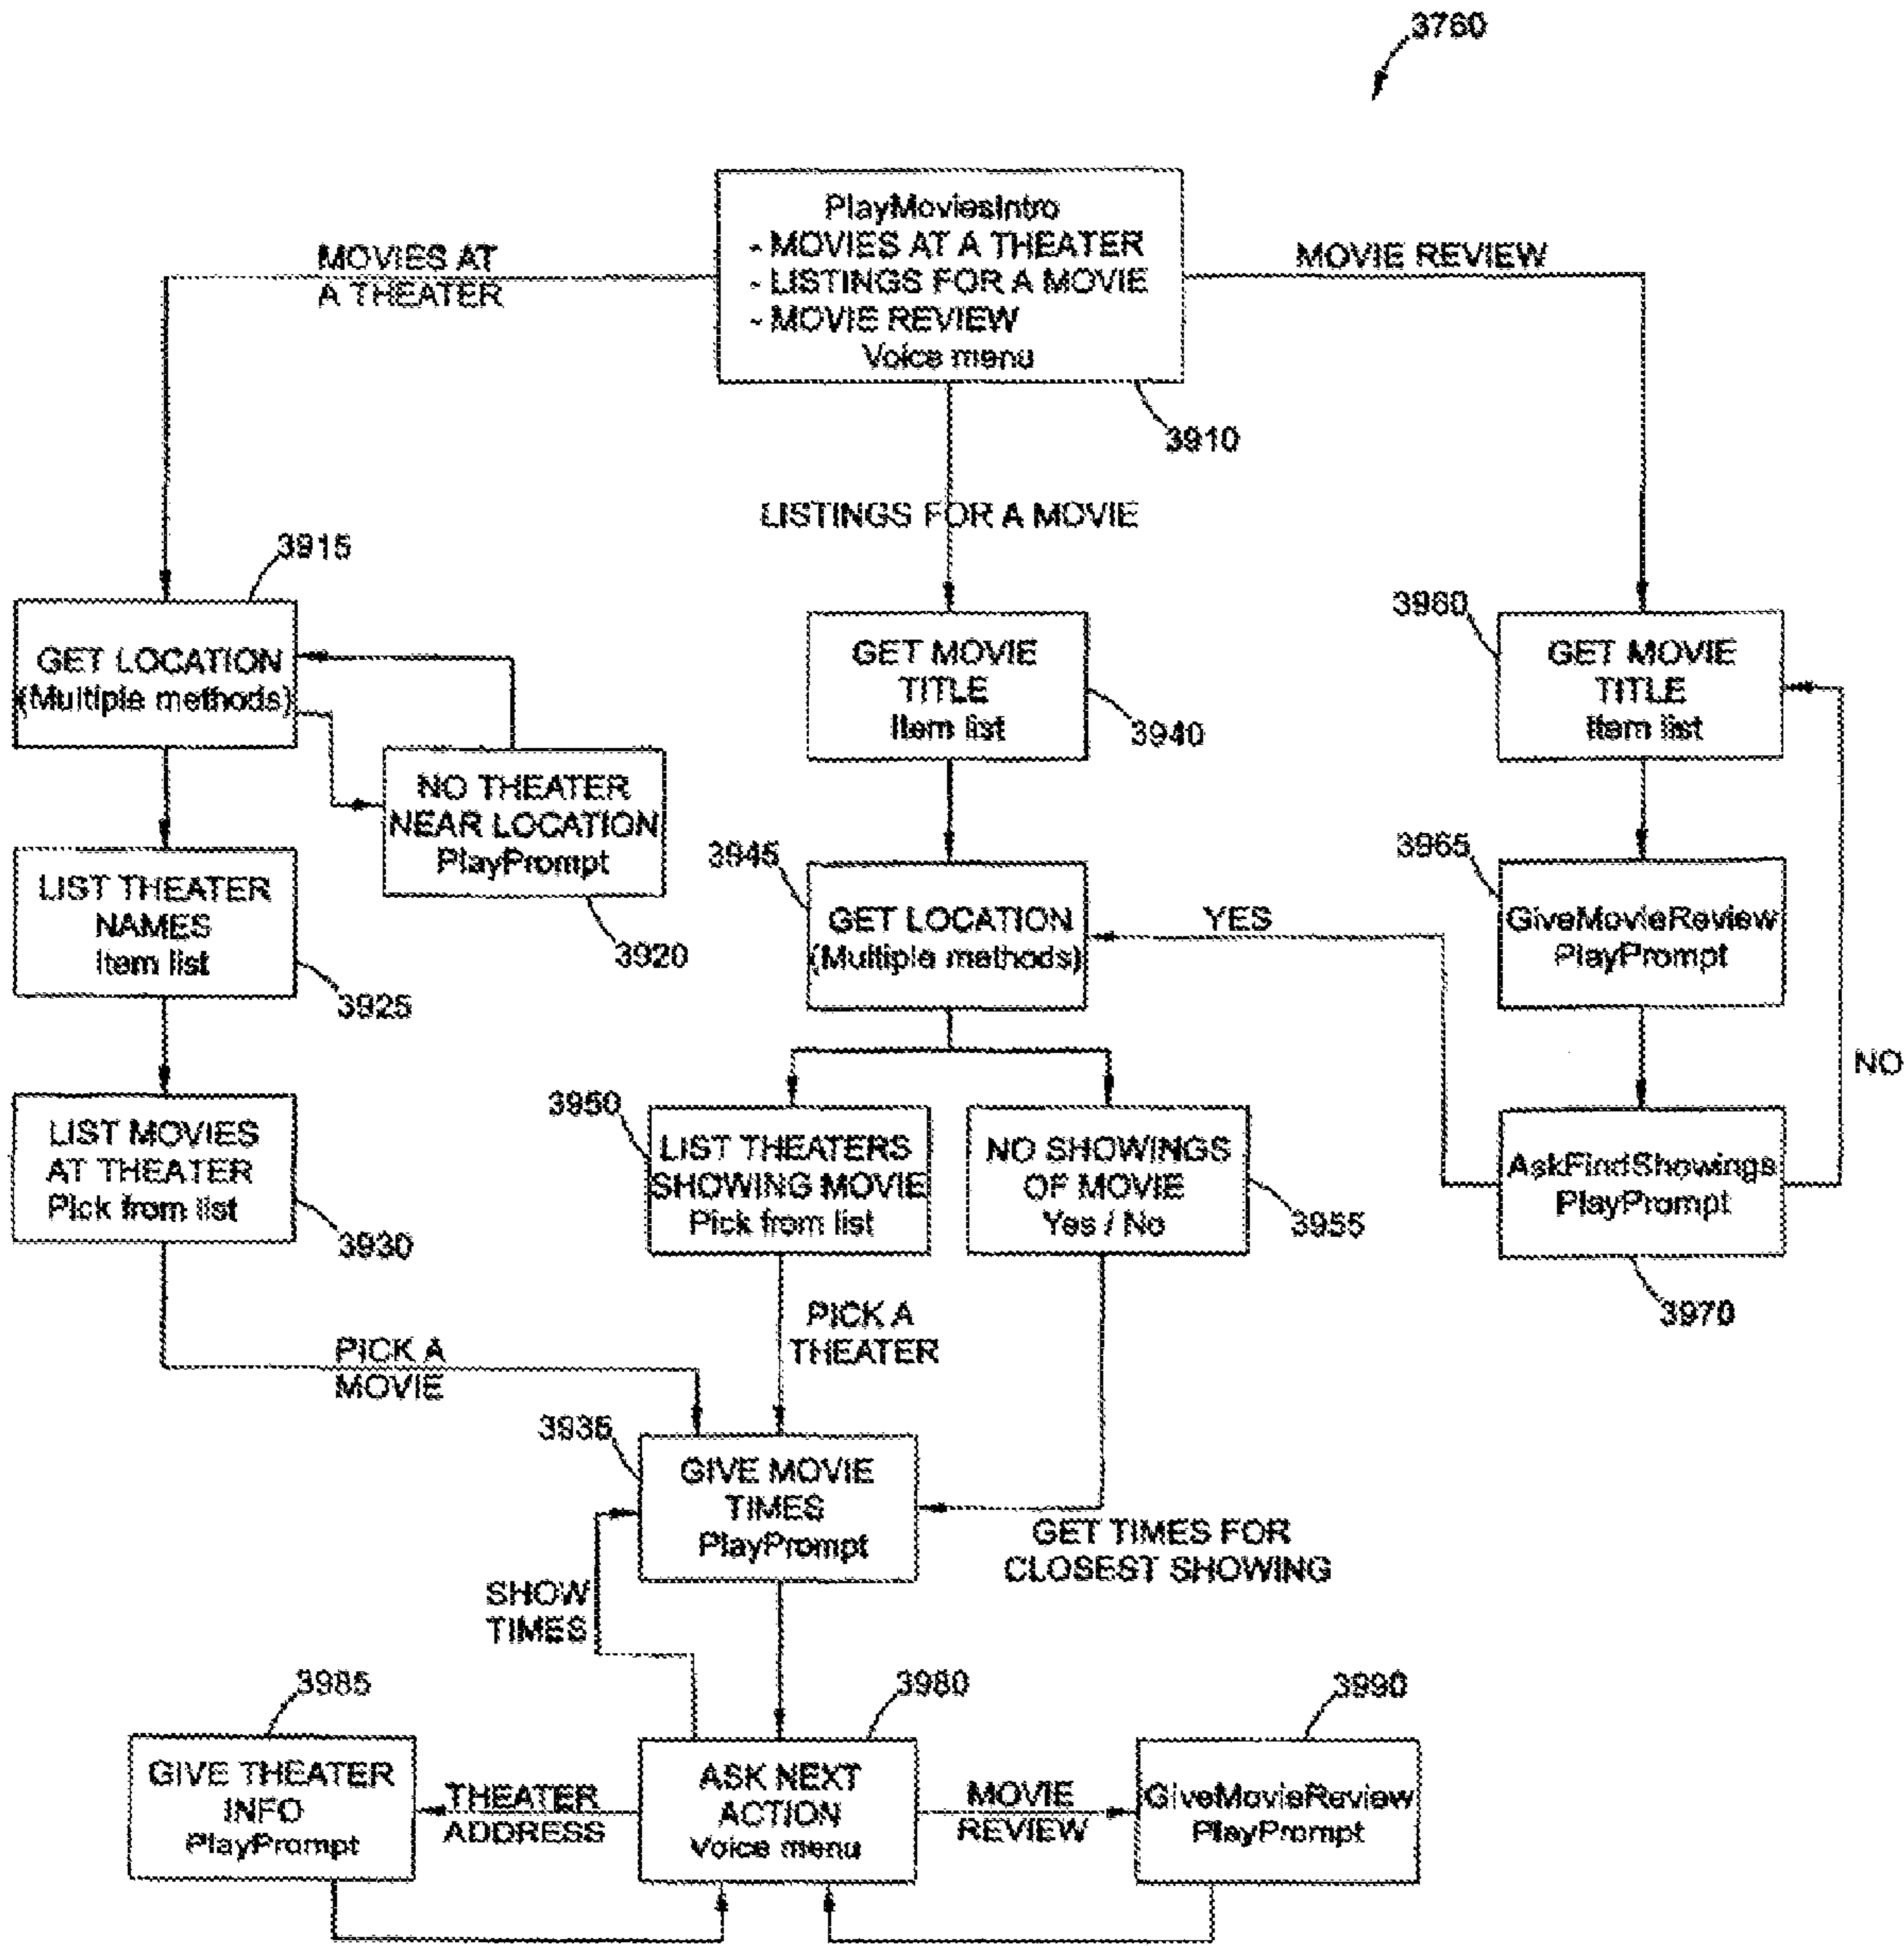 3760
PlayMoviesIntro
- MOVIES AT A THEATER
- LISTINGS FOR A MOVIE
- MOVIE REVIEW
Voice menu
3910
MOVIES AT
A THEATER
MOVIE REVIEW
LISTINGS FOR A MOVIE
3915
GET LOCATION
(Multiple methods)
NO THEATER
NEAR LOCATION
PlayPrompt
3920
LIST THEATER
NAMES
Item list
3925
LIST MOVIES
AT THEATER
Pick from list
3930
PICK A
MOVIE
GET MOVIE
TITLE
Item list
3940
3945
GET LOCATION
(Multiple methods)
YES
3950
LIST THEATERS
SHOWING MOVIE
Pick from list
NO SHOWINGS
OF MOVIE
Yes / No
3955
PICK A
THEATER
3960
GET MOVIE
TITLE
Item list
3965
GiveMovieReview
PlayPrompt
NO
AskFindShowings
PlayPrompt
3970
3935
GIVE MOVIE
TIMES
PlayPrompt
GET TIMES FOR
CLOSEST SHOWING
SHOW
TIMES
3985
GIVE THEATER
INFO
PlayPrompt
THEATER
ADDRESS
3980
ASK NEXT
ACTION
Voice menu
MOVIE
REVIEW
3990
GiveMovieReview
PlayPrompt